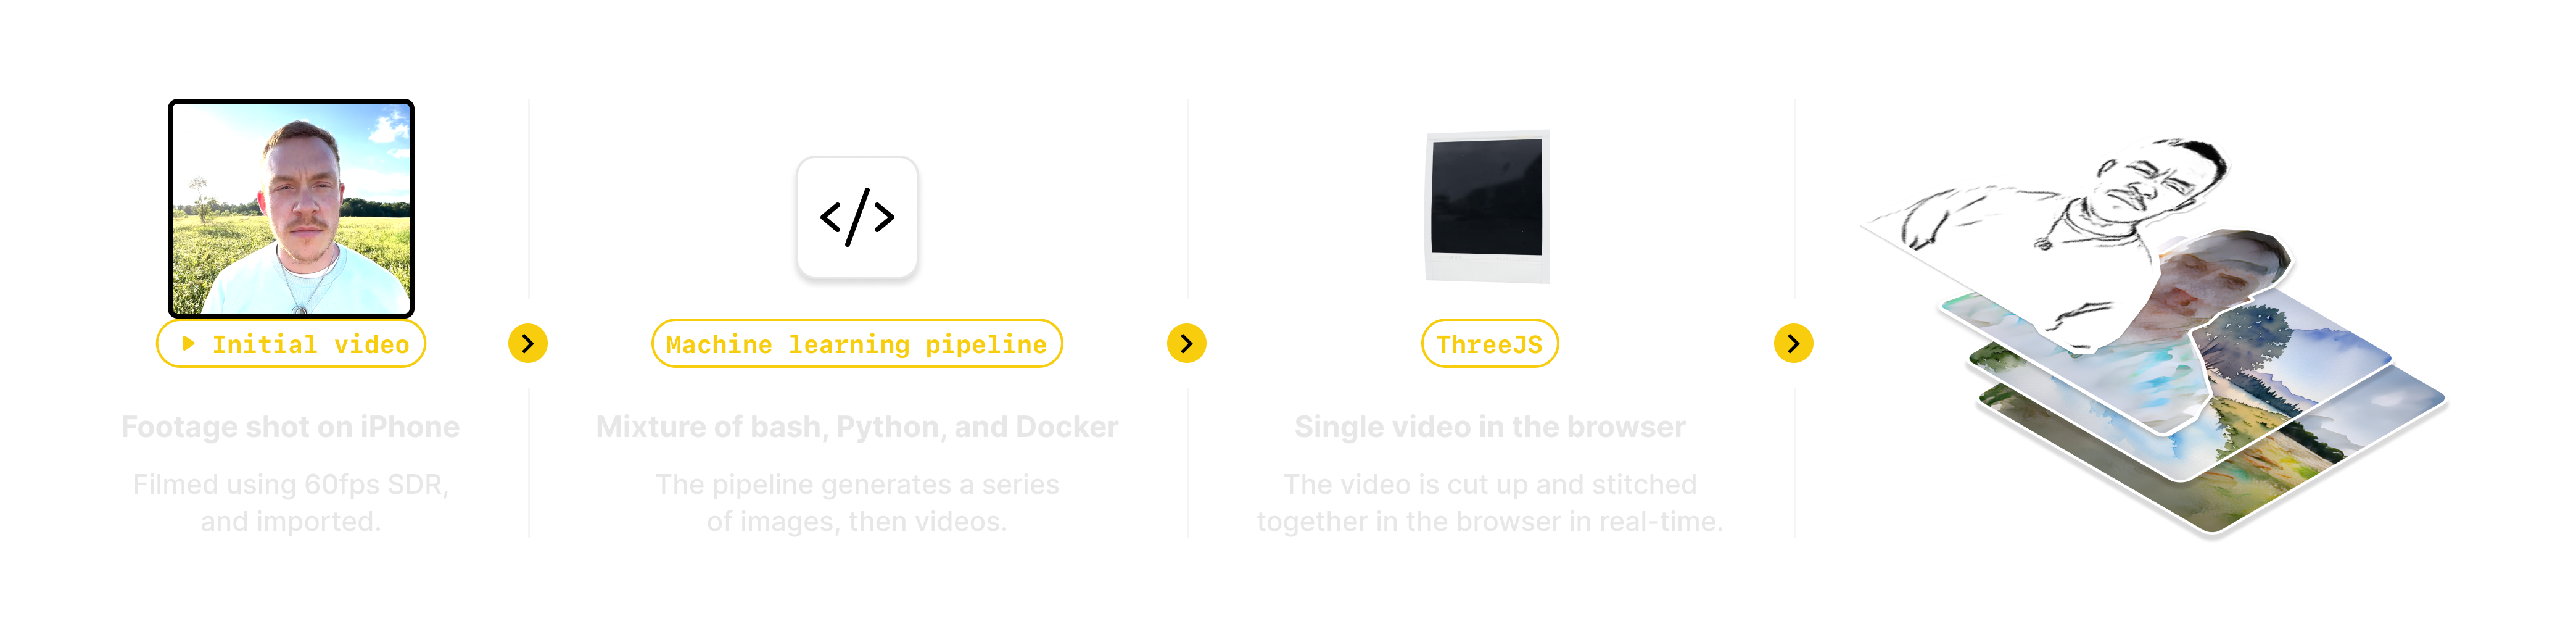 Initial video
Footage shot on iPhone
Filmed using 60fps SDR,
and imported.
</>
Machine learning pipeline
Mixture of bash, Python, and Docker
The pipeline generates a series
of images, then videos.
ThreeJS
Single video in the browser
The video is cut up and stitched
together in the browser in real-time.